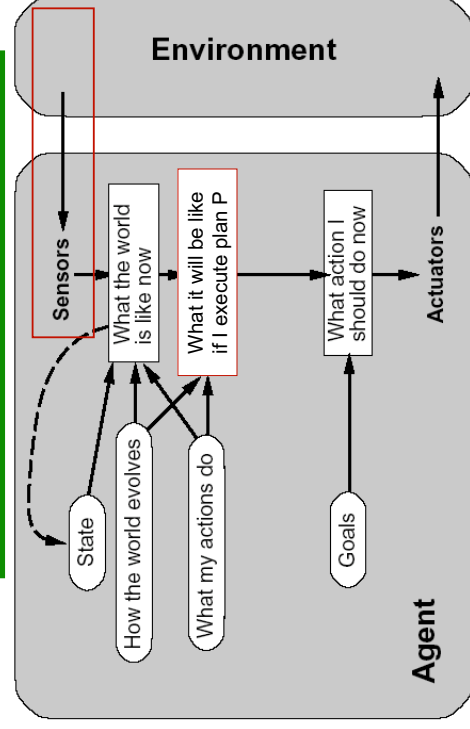 Environment
Sensors
State
What the world
is like now
How the world evolves
What it will be like
if I execute plan P
What my actions do
Goals
What action I
should do now
Agent
Actuators